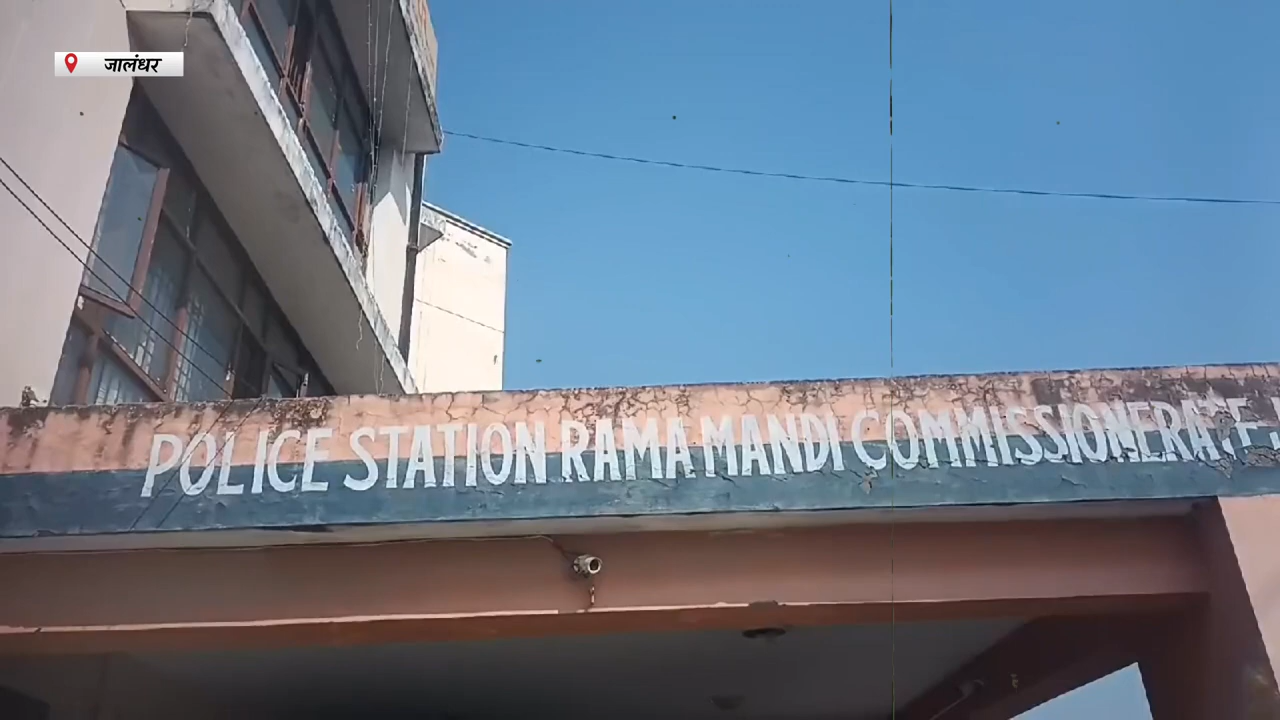 जालंधर
POLICE STATION RAMA MANDI COMMISSIONERATE